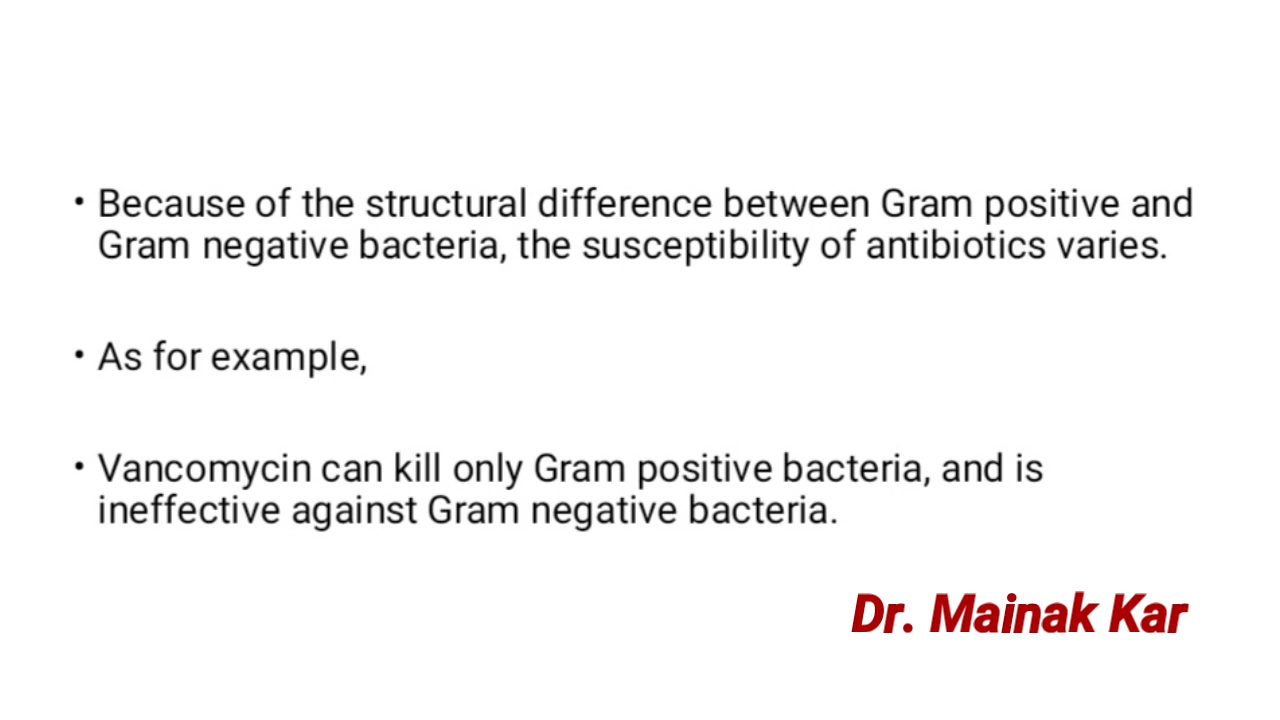 • Because of the structural difference between Gram positive and
Gram negative bacteria, the susceptibility of antibiotics varies.
• As for example,
• Vancomycin can kill only Gram positive bacteria, and is
ineffective against Gram negative bacteria.
Dr. Mainak Kar